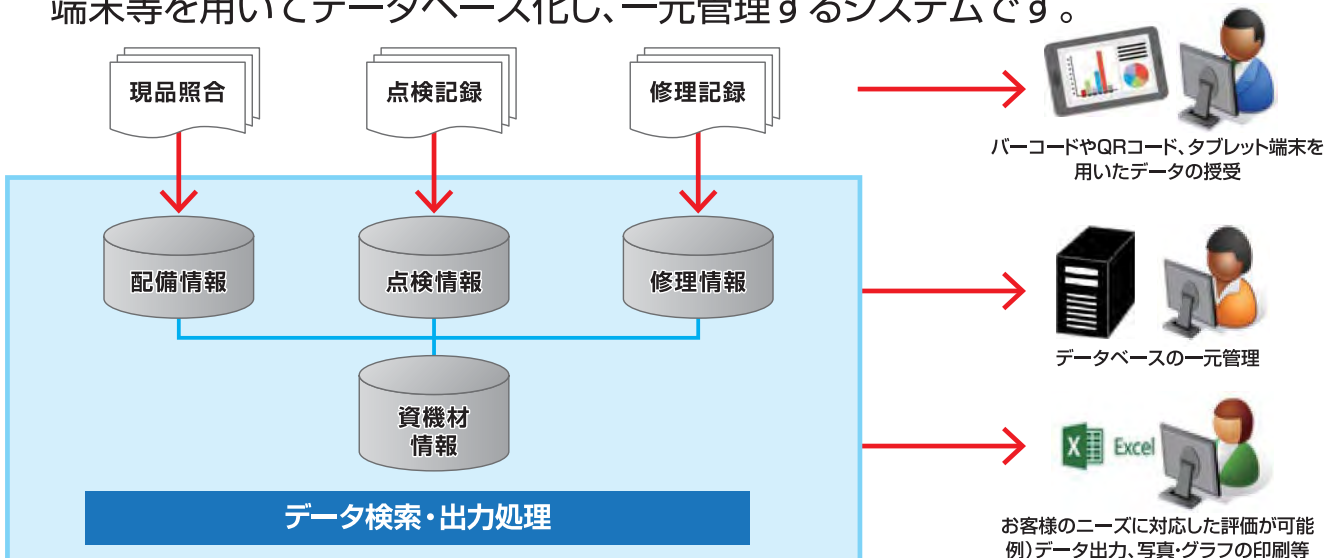 端末等を用いてデータベース化し、一元管理するシステムです。
現品照合
点検記録
修理記録
バーコードやQRコード、タブレット端末を
用いたデータの授受
配備情報
点検情報
修理情報
データベースの一元管理
資機材
情報
X
Excel
データ検索・出力処理
お客様のニーズに対応した評価が可能
例)データ出力、写真・グラフの印刷等